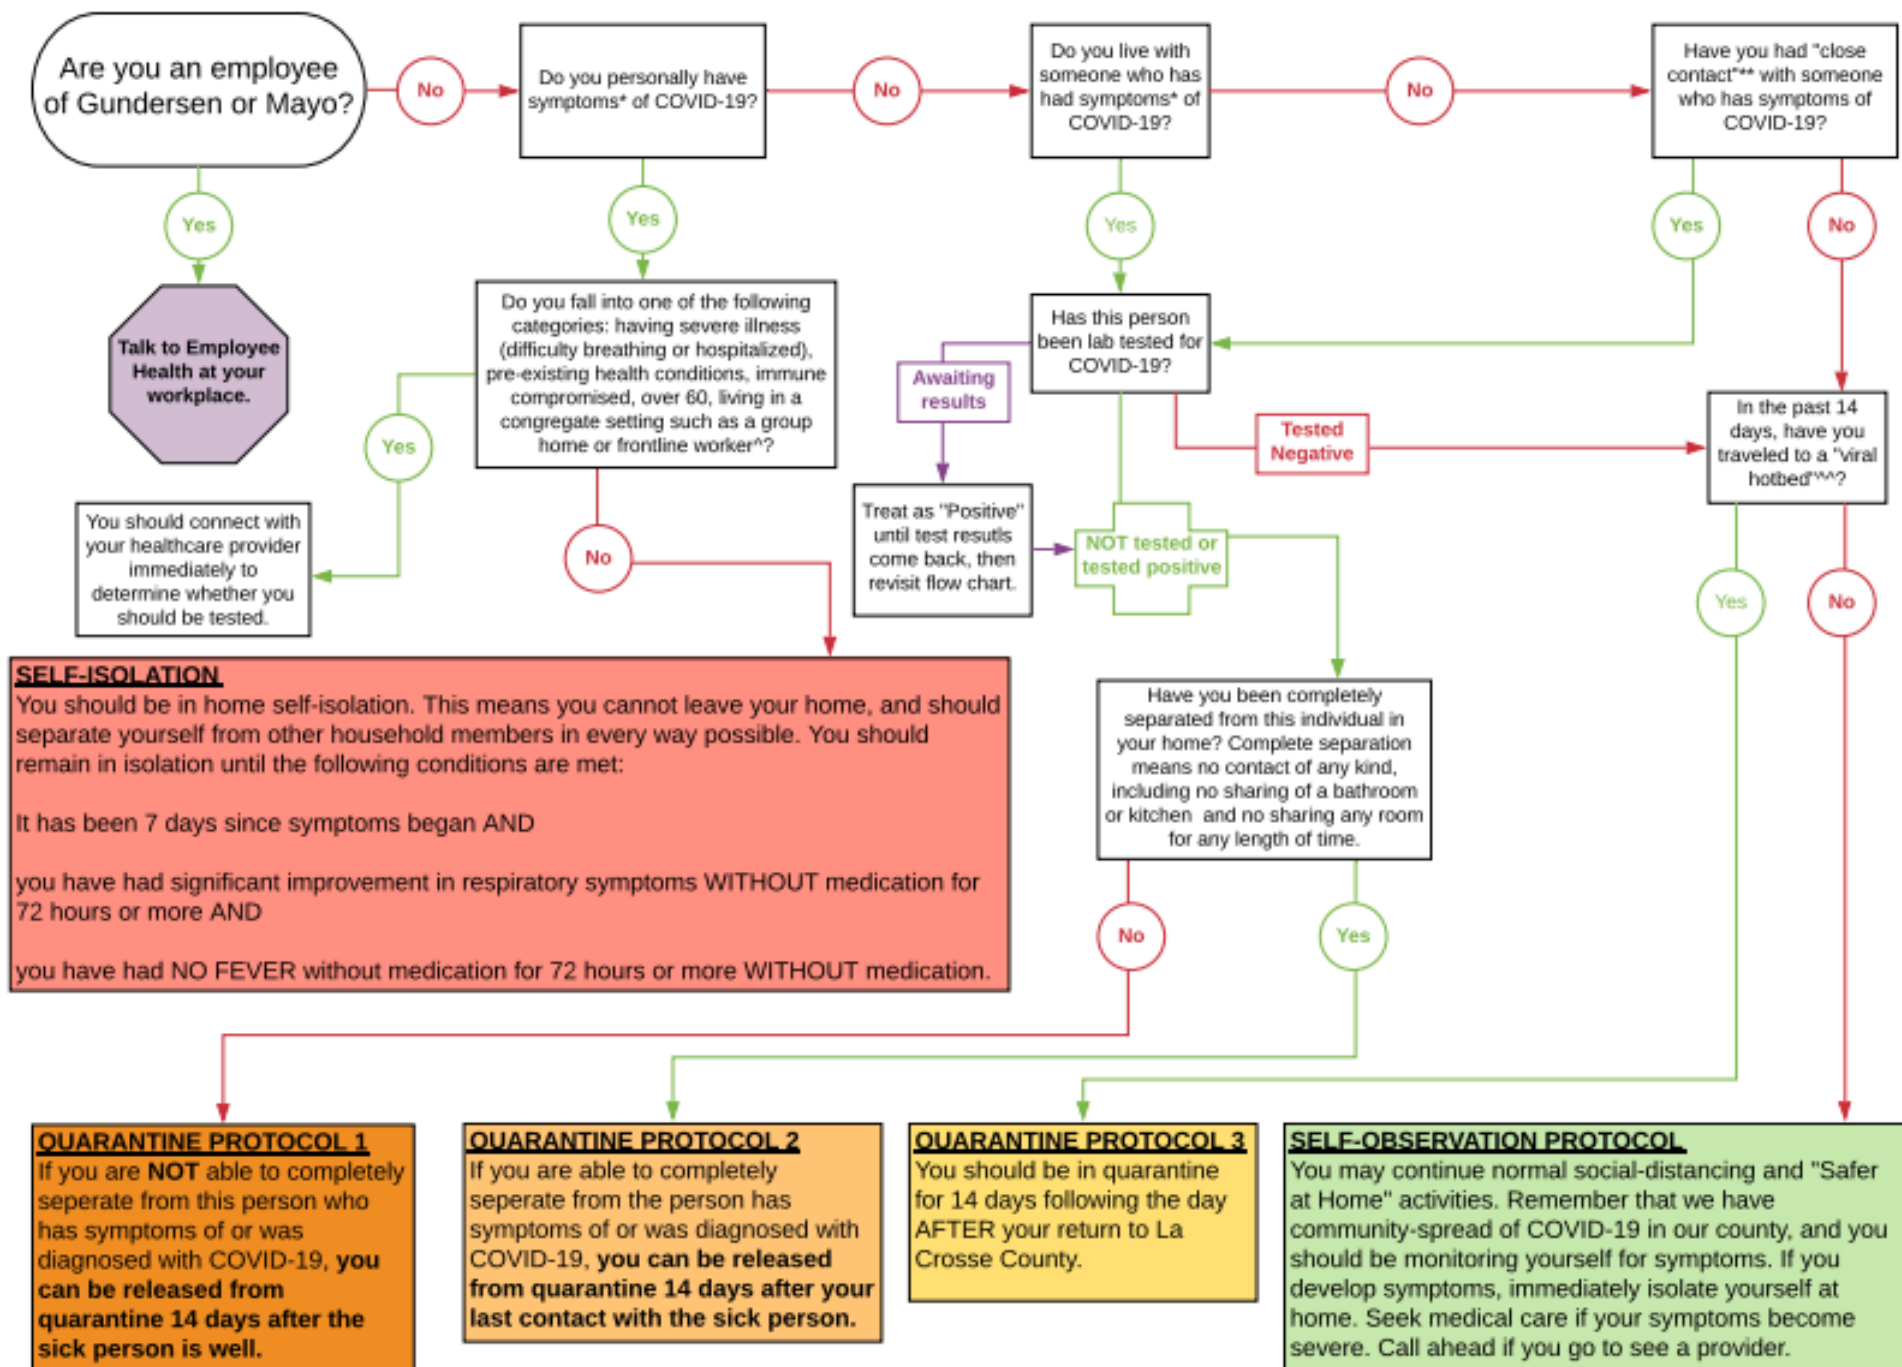 Are you an employee
of Gundersen or Mayo?
No
Do you personally have
symptoms* of COVID-19?
No
Do you live with
someone who has
had symptoms* of
COVID-19?
No
Have you had "close
contact"** with someone
who has symptoms of
COVID-19?
Yes
Yes
Yes
Yes
No
Talk to Employee
Health at your
workplace.
Do you fall into one of the following
categories: having severe illness
(difficulty breathing or hospitalized),
pre-existing health conditions, immune
compromised, over 60, living in a
congregate setting such as a group
home or frontline worker^?
Has this person
been lab tested for
COVID-19?
Awaiting
results
Tested
Negative
In the past 14
days, have you
traveled to a "viral
hotbed"^^?
Yes
You should connect with
your healthcare provider
immediately to
determine whether you
should be tested.
No
Treat as "Positive"
until test resutls
come back, then
revisit flow chart.
NOT tested or
tested positive
Yes
No
SELF-ISOLATION
You should be in home self-isolation. This means you cannot leave your home, and should
separate yourself from other household members in every way possible. You should
remain in isolation until the following conditions are met:
It has been 7 days since symptoms began AND
you have had significant improvement in respiratory symptoms WITHOUT medication for
72 hours or more AND
you have had NO FEVER without medication for 72 hours or more WITHOUT medication.
Have you been completely
separated from this individual in
your home? Complete separation
means no contact of any kind,
including no sharing of a bathroom
or kitchen and no sharing any room
for any length of time.
No
Yes
QUARANTINE PROTOCOL 1
If you are NOT able to completely
seperate from this person who
has symptoms of or was
diagnosed with COVID-19, you
can be released from
quarantine 14 days after the
sick person is well.
QUARANTINE PROTOCOL 2
If you are able to completely
seperate from the person has
symptoms of or was diagnosed with
COVID-19, you can be released
from quarantine 14 days after your
last contact with the sick person.
QUARANTINE PROTOCOL 3
You should be in quarantine
for 14 days following the day
AFTER your return to La
Crosse County.
SELF-OBSERVATION PROTOCOL
You may continue normal social-distancing and "Safer
at Home" activities. Remember that we have
community-spread of COVID-19 in our county, and you
should be monitoring yourself for symptoms. If you
develop symptoms, immediately isolate yourself at
home. Seek medical care if your symptoms become
severe. Call ahead if you go to see a provider.